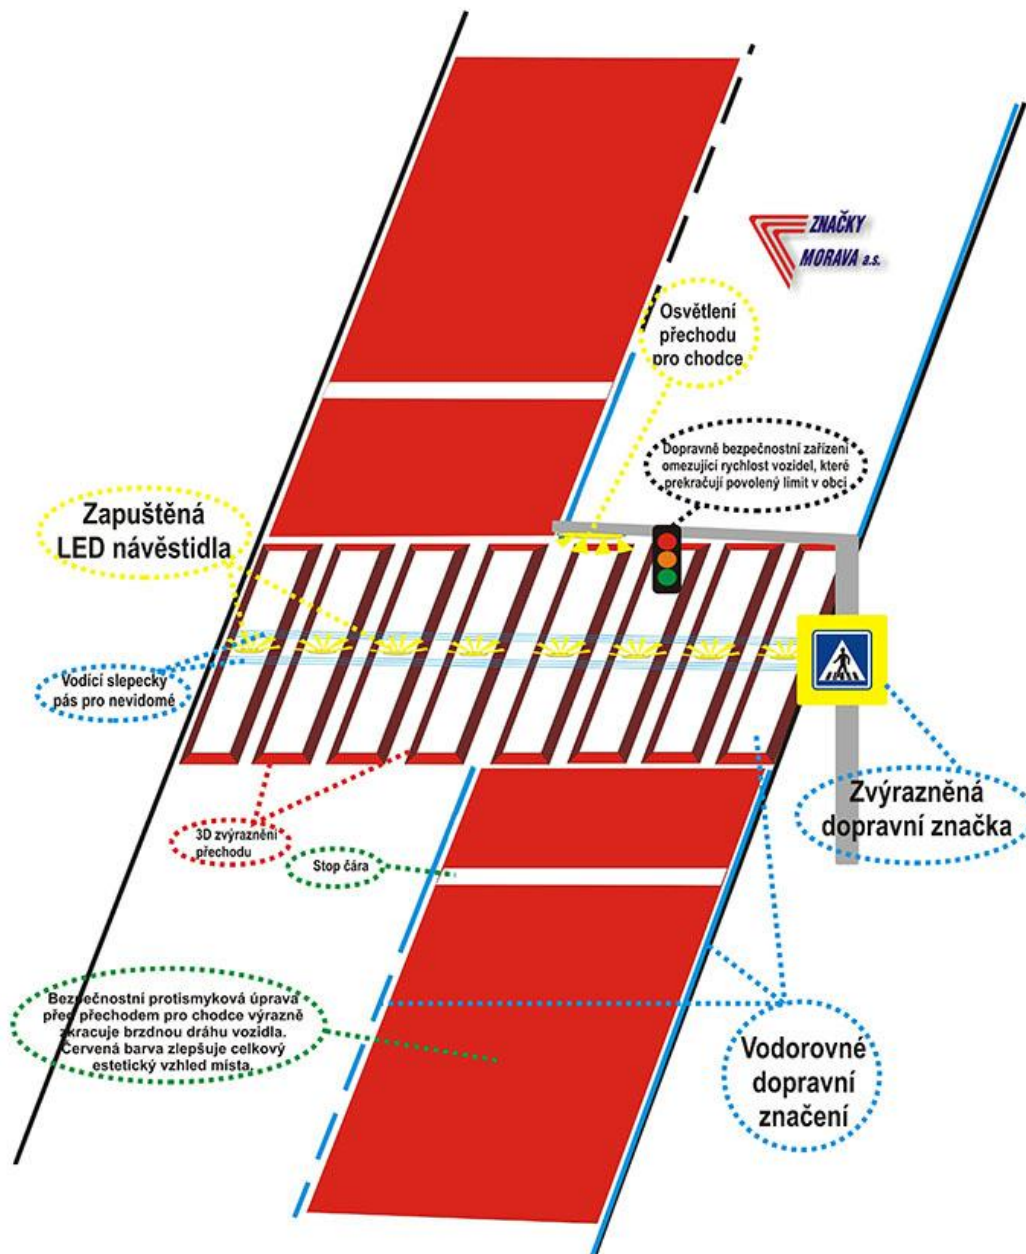 ZNAČKY
MORAVA a.s.
Osvětlení
přechodu
pro chodce
Dopravně bezpečnostní zařízení
omezující rychlost vozidel, které
prekračují povolený limit v obci
Zapuštěná
LED návěstidla
Vodící slepecky
pás pro nevidomé
3D zvýraznění
přechodu
Stop čára
Zvýrazněná
dopravní značka
Bezpečnostní protismyková úprava
před přechodem pro chodce výrazně
zkracuje brzdnou dráhu vozidla.
Červená barva zlepšuje celkový
estetický vzhled místa.
Vodorovné
dopravní
značení